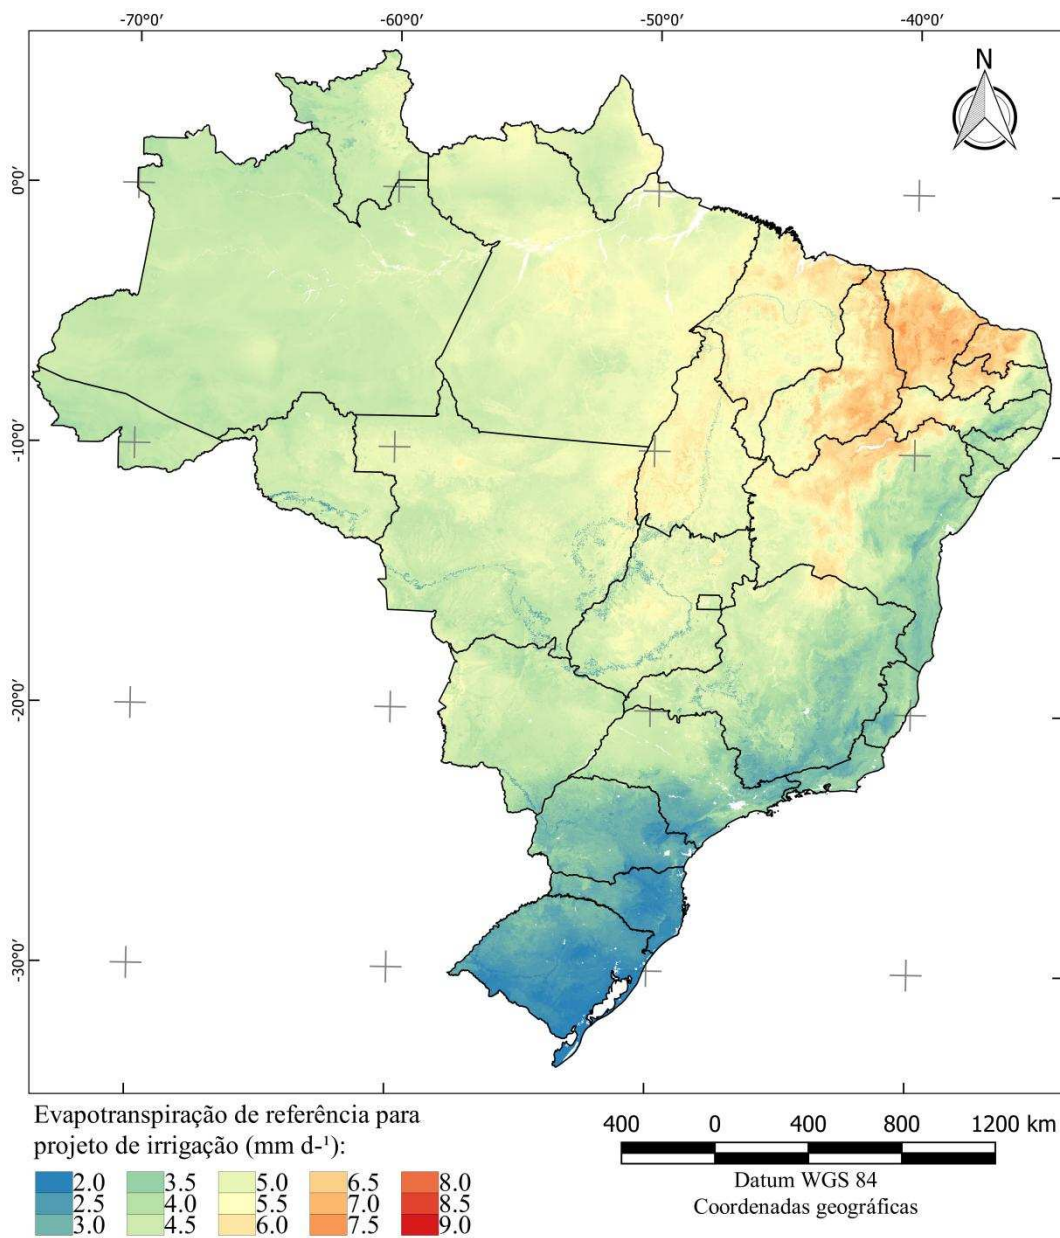 -70°0′ -60°0′ -50°0′ -40°0′
N
0°0′
-10°0′
-20°0′
-30°0′
Evapotranspiração de referência para
projeto de irrigação (mm d-¹):
2.0 3.5 5.0 6.5 8.0
2.5 4.0 5.5 7.0 8.5
3.0 4.5 6.0 7.5 9.0
400 0 400 800 1200 km
Datum WGS 84
Coordenadas geográficas